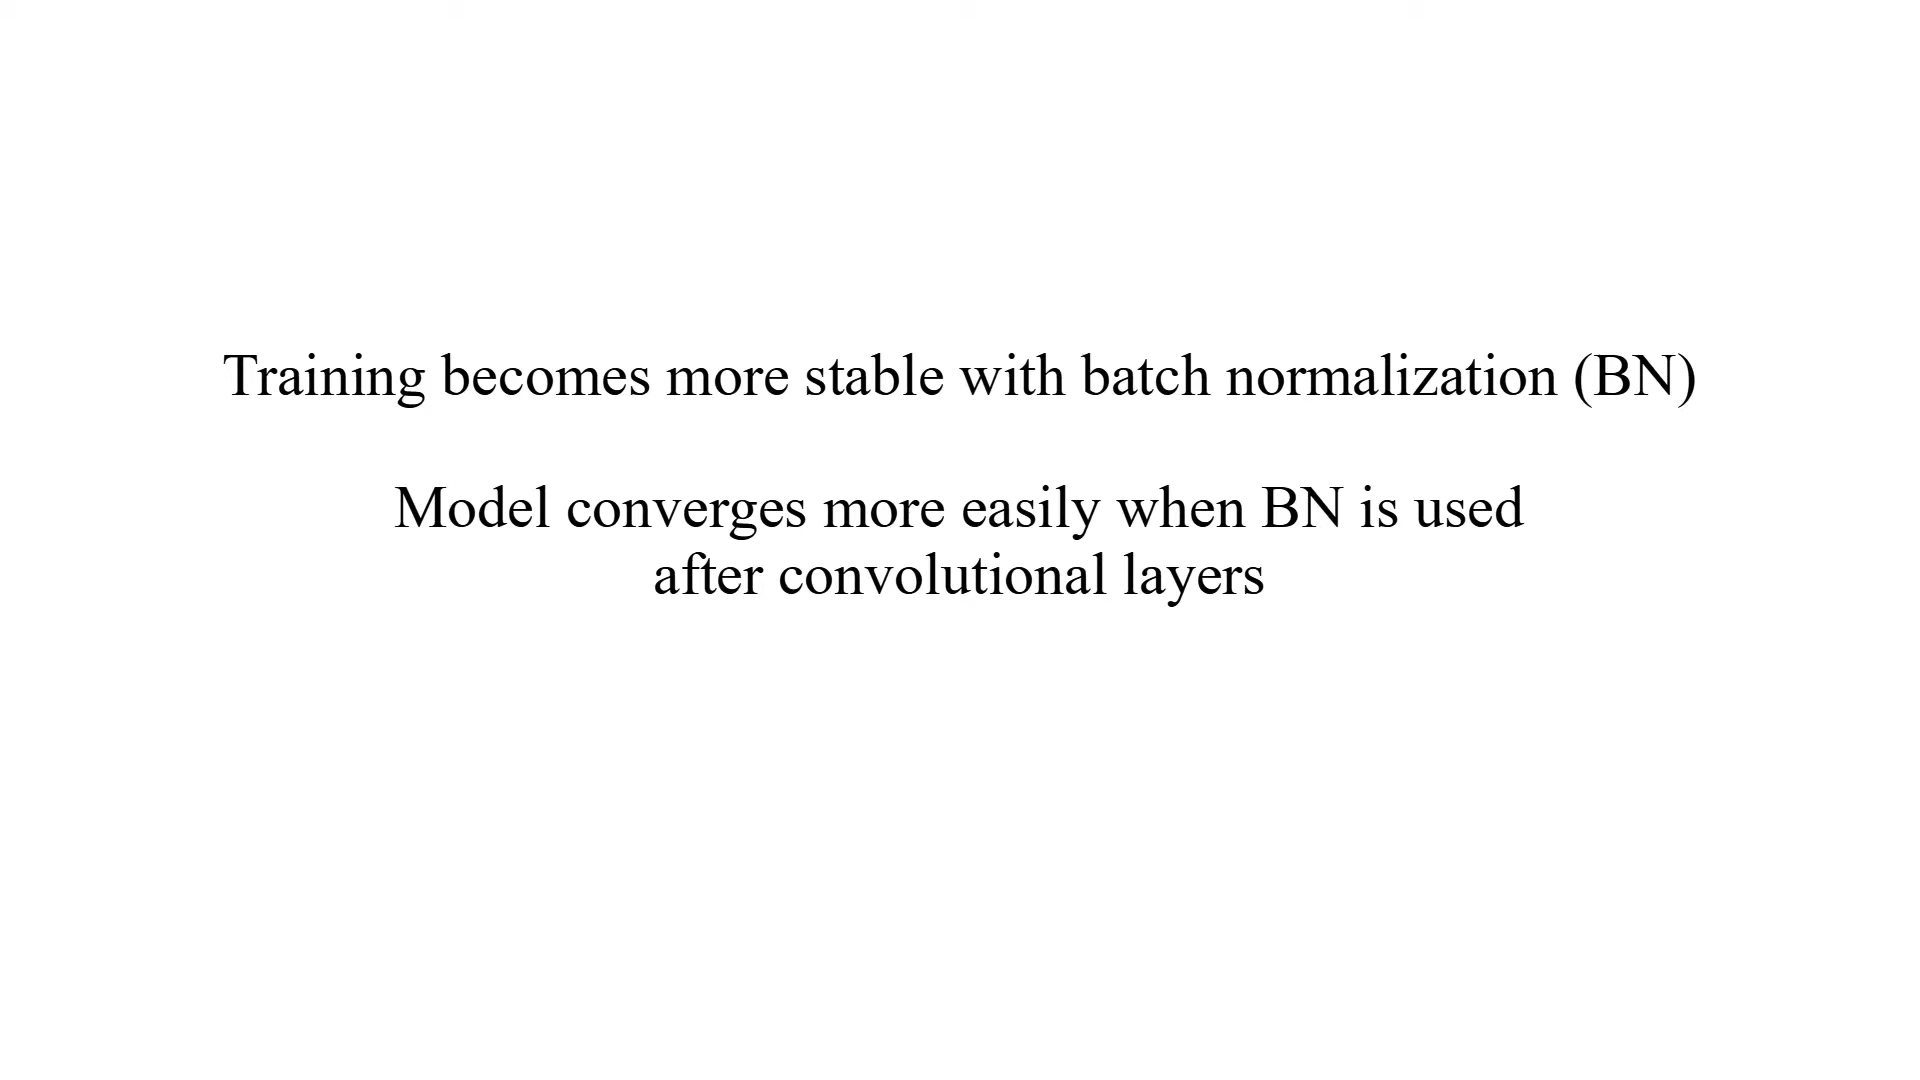 Training becomes more stable with batch normalization (BN)
Model converges more easily when BN is used
after convolutional layers